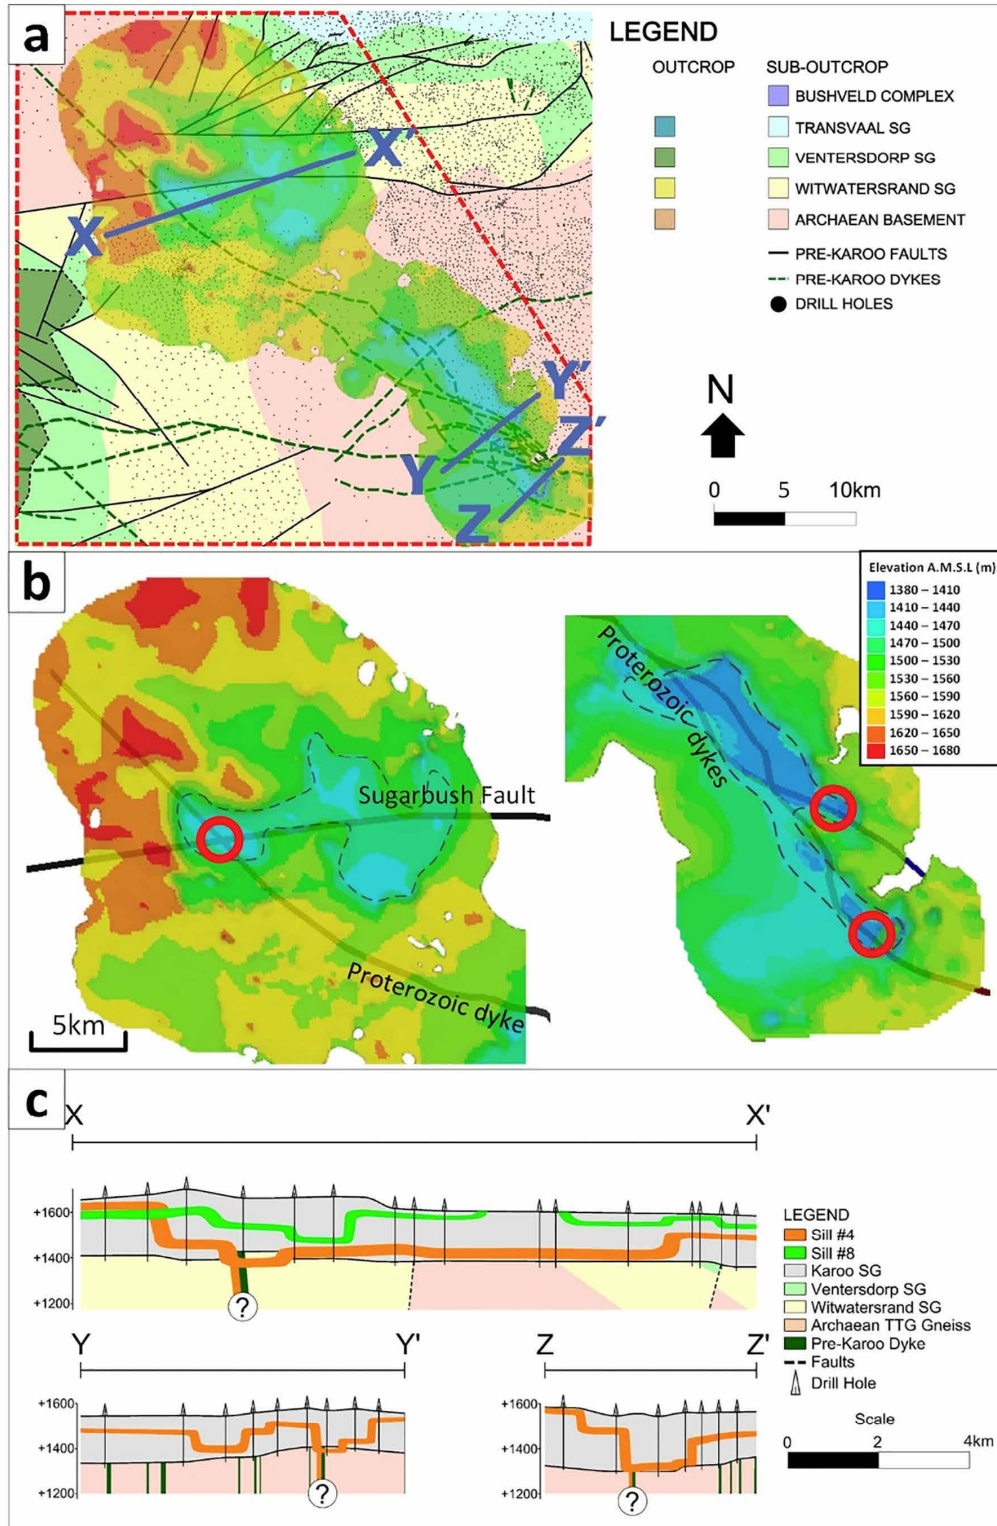 a
LEGEND
OUTCROP SUB-OUTCROP
BUSHVELD COMPLEX
TRANSVAAL SG
VENTERSDORP SG
WITWATERSRAND SG
ARCHAEAN BASEMENT
PRE-KAROO FAULTS
PRE-KAROO DYKES
DRILL HOLES
X X'
Y Y'
Z Z'
N
0 5 10km
b
Elevation A.M.S.L (m)
1380 – 1410
1410 – 1440
1440 – 1470
1470 – 1500
1500 – 1530
1530 – 1560
1560 – 1590
1590 – 1620
1620 – 1650
1650 – 1680
Sugarbush Fault
Proterozoic dyke
5km
Proterozoic dykes
c
X X'
+1600
+1400
+1200
?
LEGEND
Sill #4
Sill #8
Karoo SG
Ventersdorp SG
Witwatersrand SG
Archaean TTG Gneiss
Pre-Karoo Dyke
Faults
Drill Hole
Y Y'
+1600
+1400
+1200
?
Z Z'
+1600
+1400
+1200
?
Scale
0 2 4km